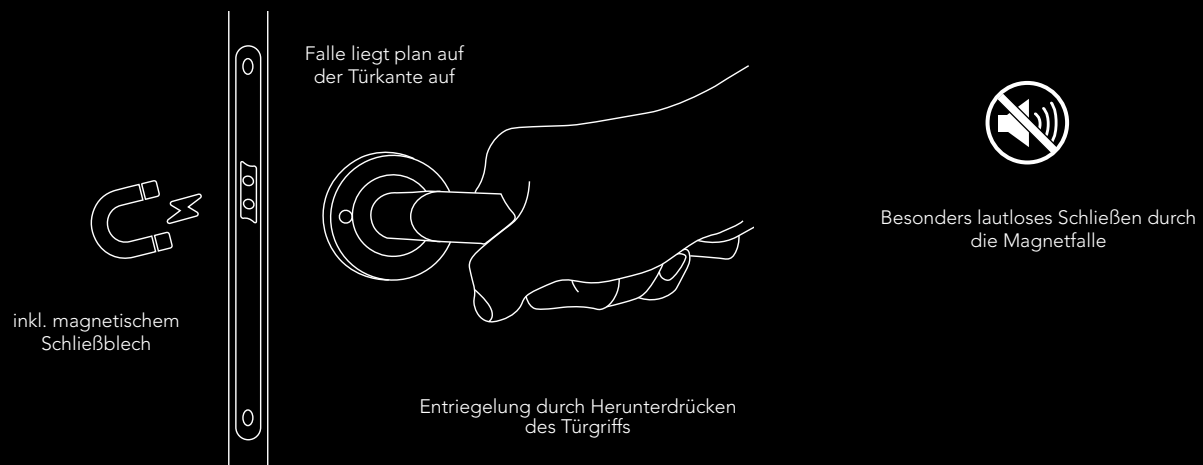 Falle liegt plan auf
der Türkante auf
Besonders lautloses Schließen durch
die Magnetfalle
inkl. magnetischem
Schließblech
Entriegelung durch Herunterdrücken
des Türgriffs